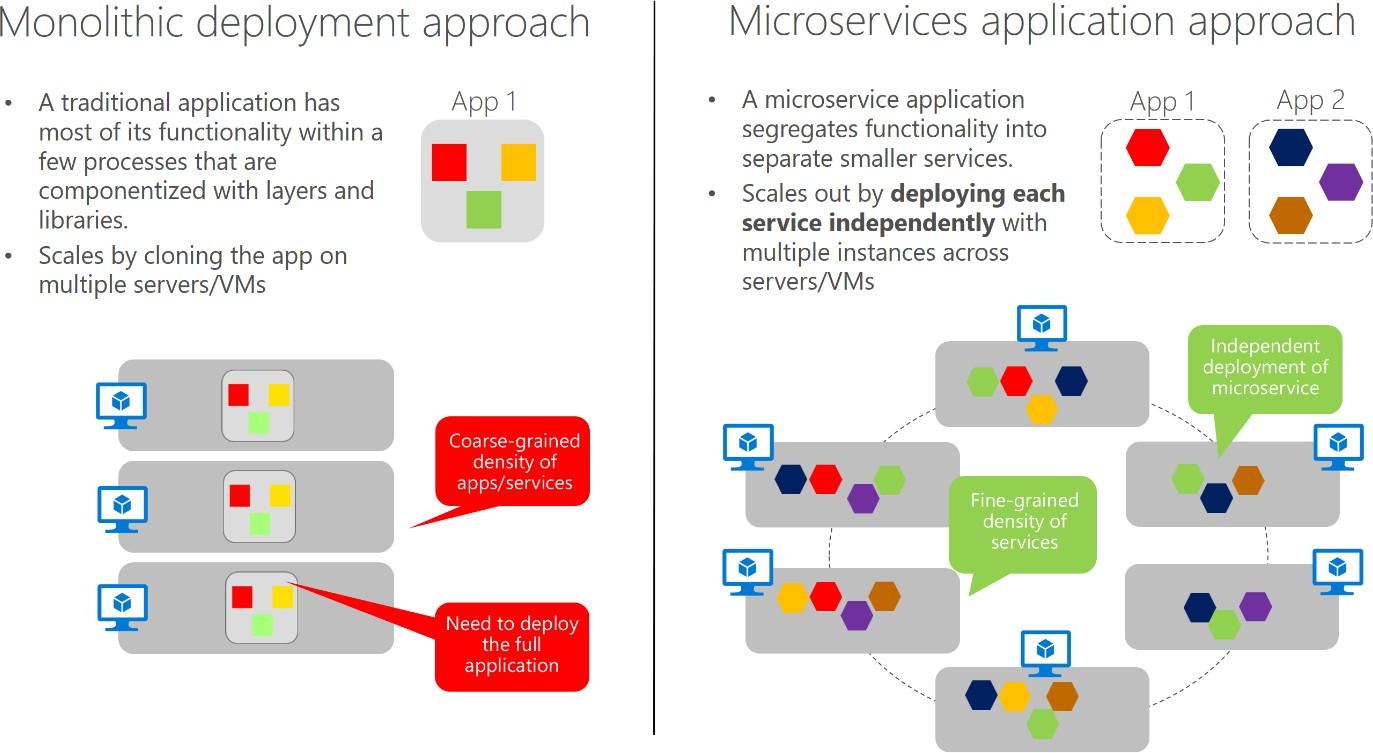 Monolithic deployment approach
• A traditional application has
most of its functionality within a
few processes that are
componentized with layers and
libraries.
• Scales by cloning the app on
multiple servers/VMs
App 1
Coarse-grained
density of
apps/services
Need to deploy
the full
application
Microservices application approach
• A microservice application
segregates functionality into
separate smaller services.
• Scales out by deploying each
service independently with
multiple instances across
servers/VMs
App 1
App 2
Independent
deployment of
microservice
Fine-grained
density of
services